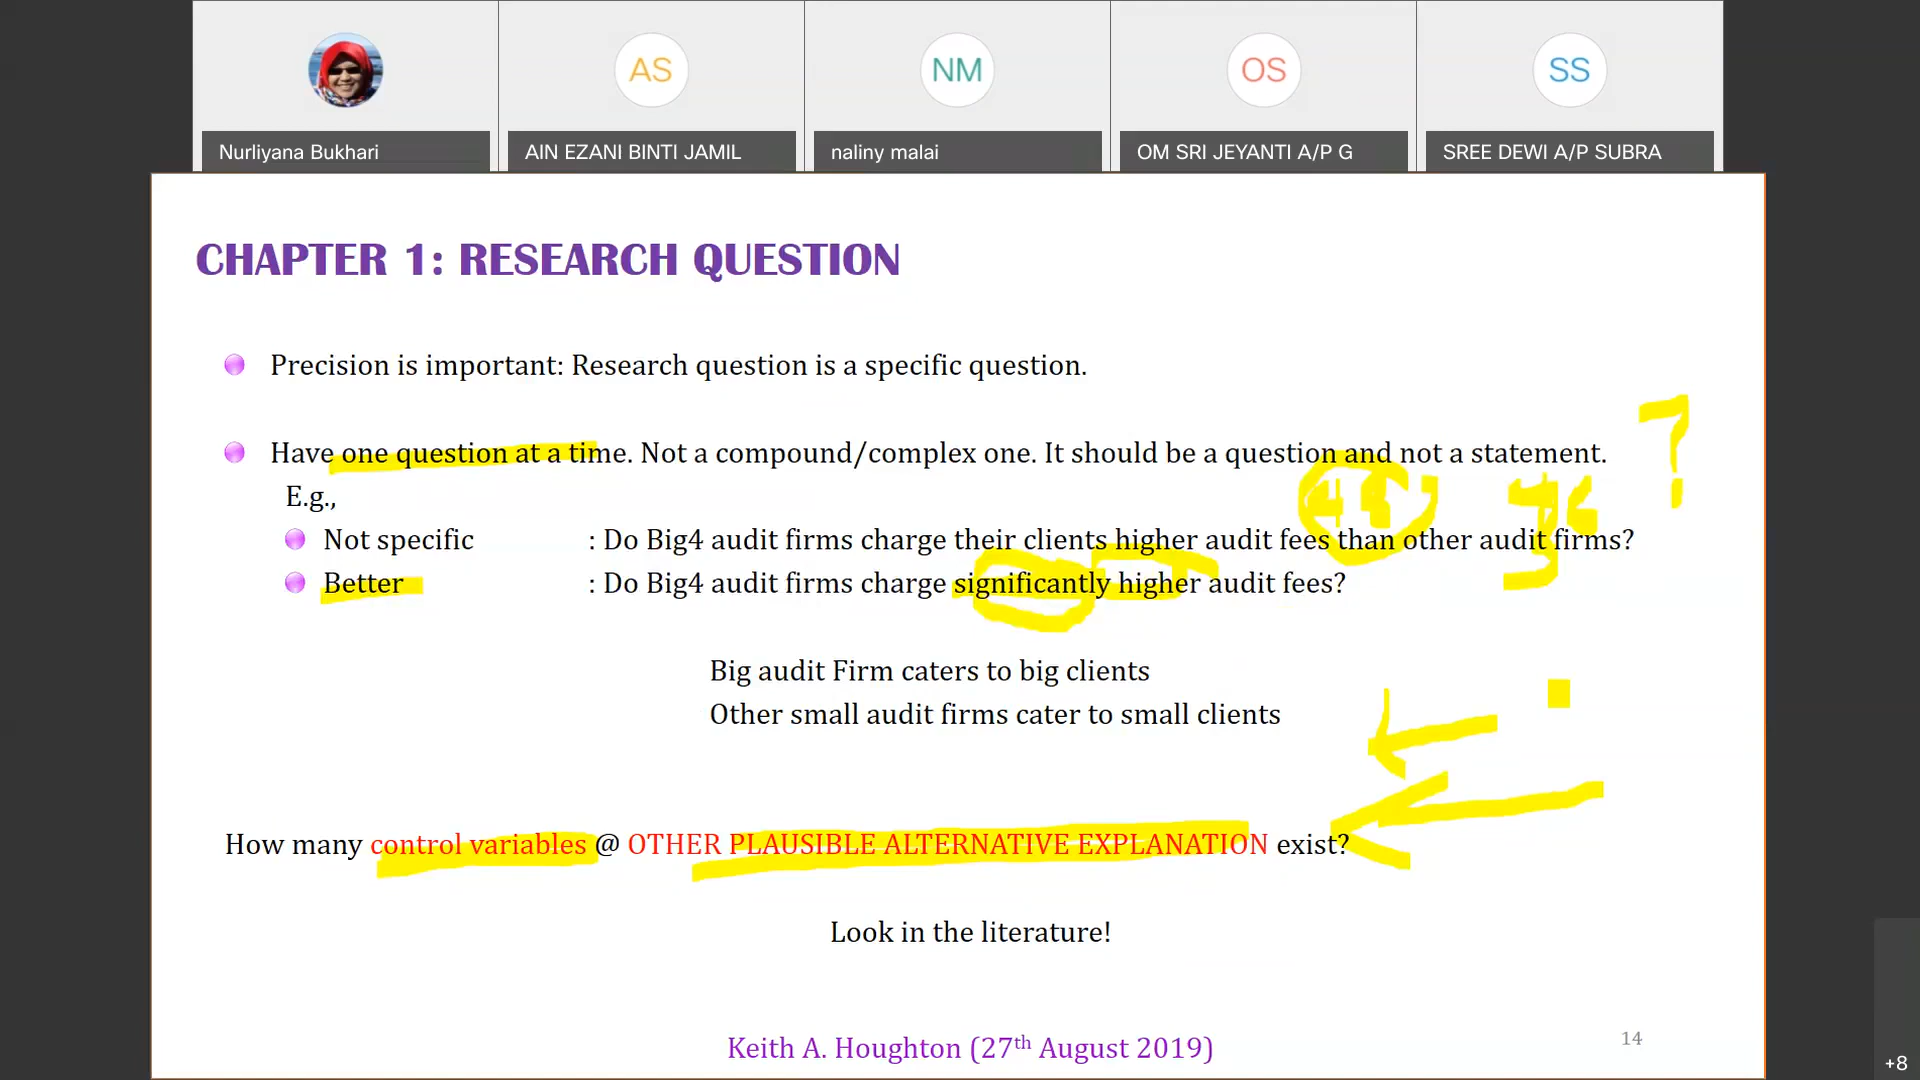 AS
NM
OS
SS
Nurliyana Bukhari
AIN EZANI BINTI JAMIL
naliny malai
OM SRI JEYANTI A/P G
SREE DEWI A/P SUBRA
CHAPTER 1: RESEARCH QUESTION
Precision is important: Research question is a specific question.
Have one question at a time. Not a compound/complex one. It should be a question and not a statement.
?
E.g.,
Not specific : Do Big4 audit firms charge their clients higher audit fees than other audit firms?
Better : Do Big4 audit firms charge significantly higher audit fees?
Big audit Firm caters to big clients
Other small audit firms cater to small clients
How many control variables @ OTHER PLAUSIBLE ALTERNATIVE EXPLANATION exist?
Look in the literature!
Keith A. Houghton (27th August 2019)
14
+8